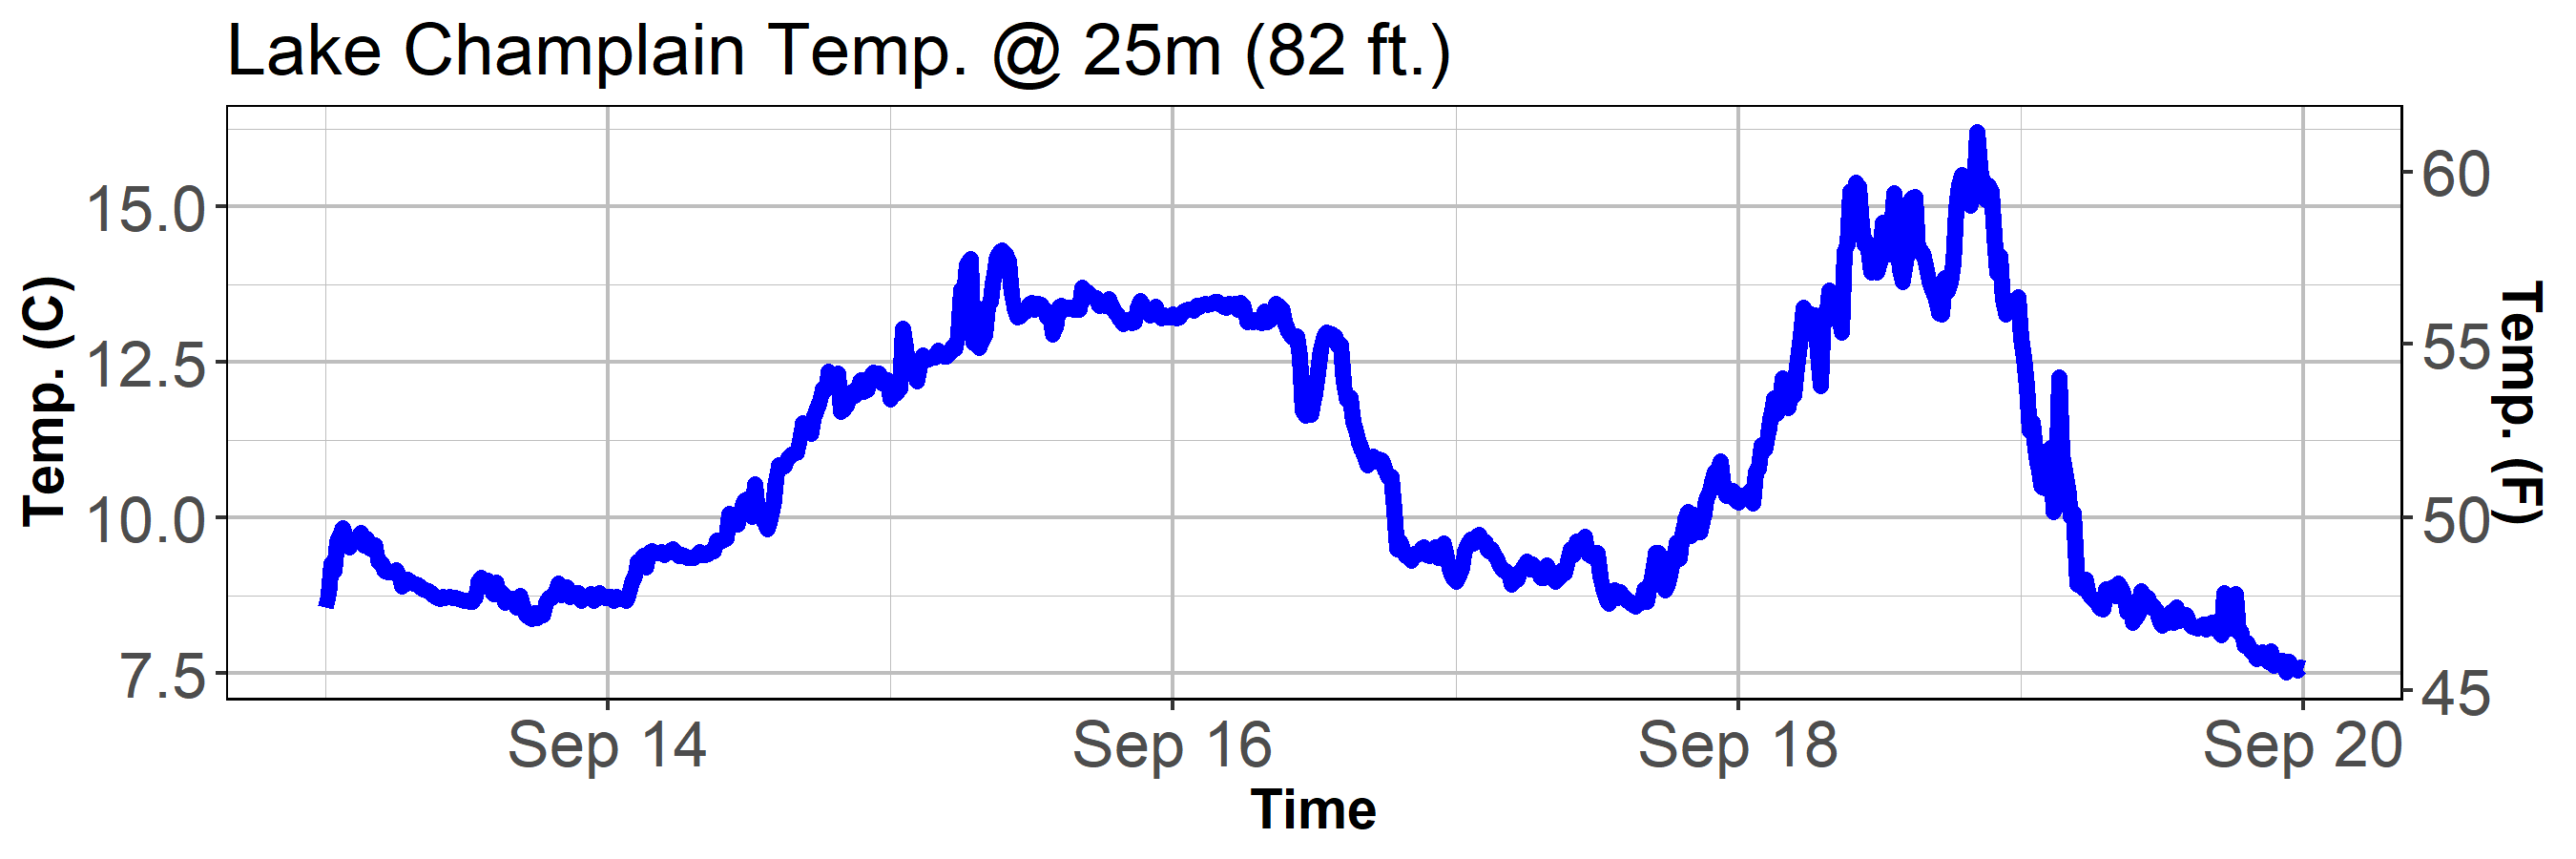 Lake Champlain Temp. @ 25m (82 ft.)
Temp. (C)
15.0
12.5
10.0
7.5
60
55
50
45
Temp. (F)
Sep 14
Sep 16
Sep 18
Sep 20
Time